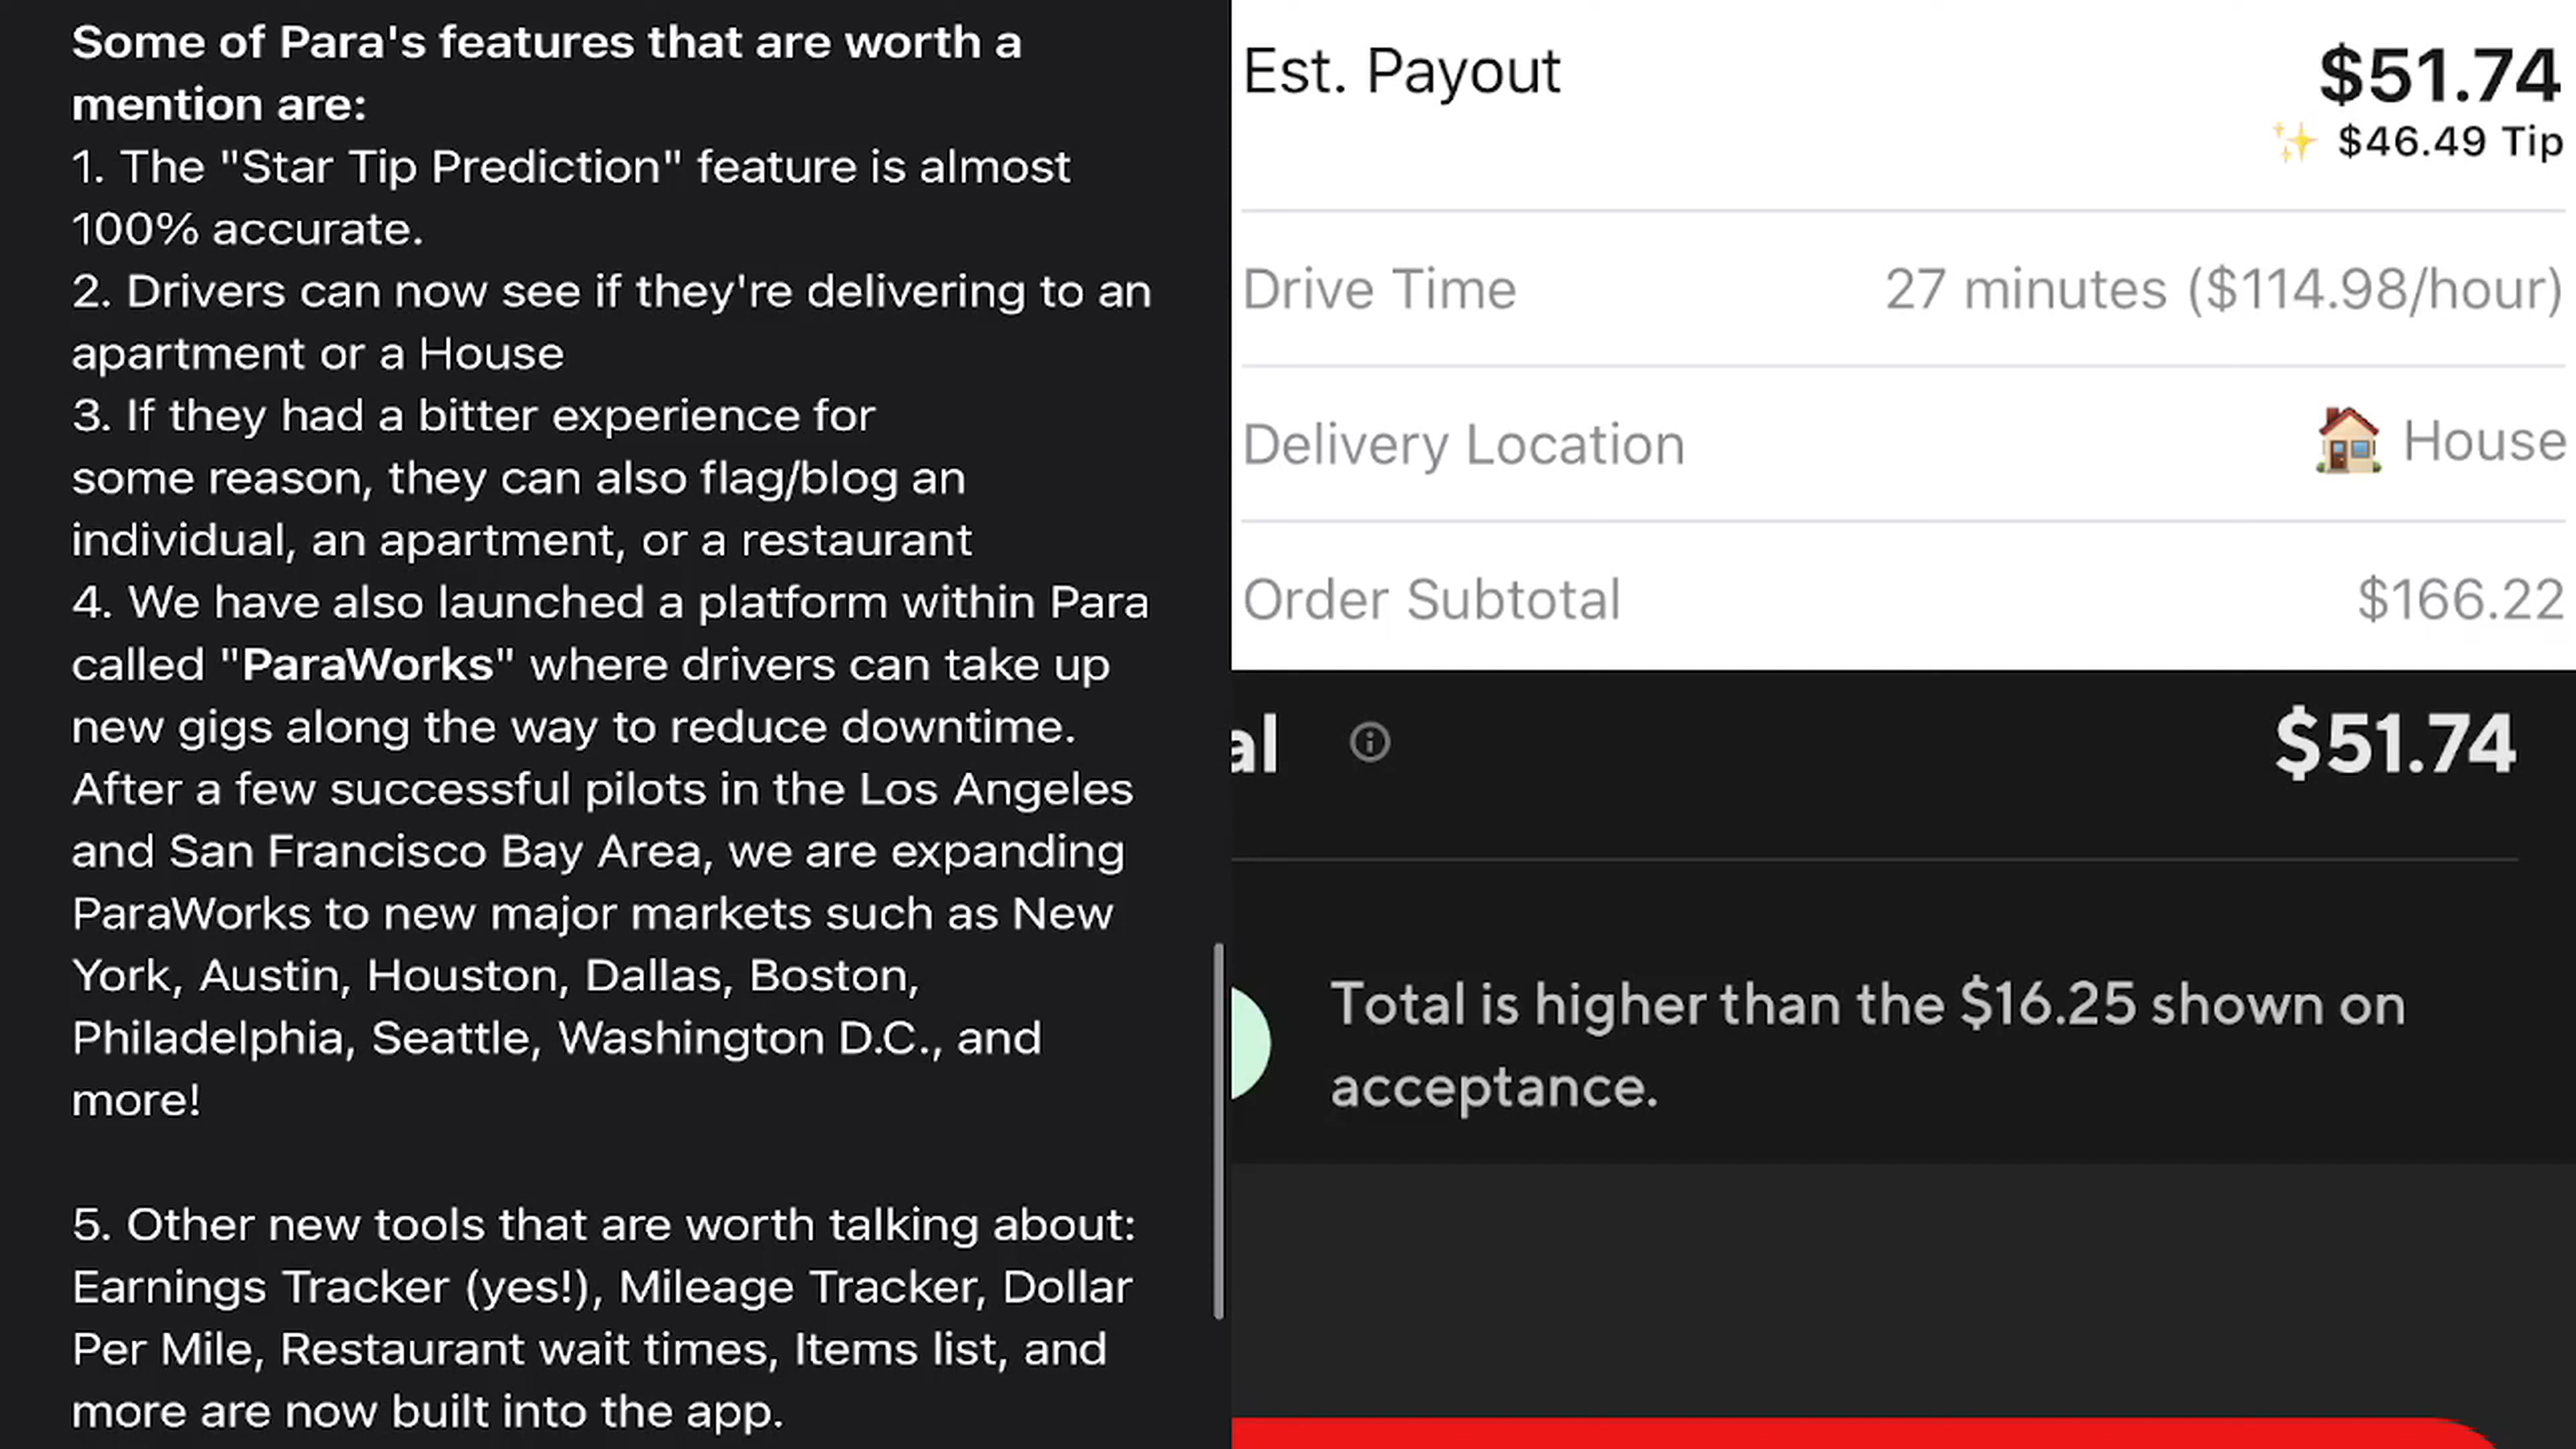 Some of Para's features that are worth a
mention are:
1. The "Star Tip Prediction" feature is almost
100% accurate.
2. Drivers can now see if they're delivering to an
apartment or a House
3. If they had a bitter experience for
some reason, they can also flag/blog an
individual, an apartment, or a restaurant
4. We have also launched a platform within Para
called "ParaWorks" where drivers can take up
new gigs along the way to reduce downtime.
After a few successful pilots in the Los Angeles
and San Francisco Bay Area, we are expanding
ParaWorks to new major markets such as New
York, Austin, Houston, Dallas, Boston,
Philadelphia, Seattle, Washington D.C., and
more!
5. Other new tools that are worth talking about:
Earnings Tracker (yes!), Mileage Tracker, Dollar
Per Mile, Restaurant wait times, Items list, and
more are now built into the app.
Est. Payout $51.74
$46.49 Tip
Drive Time 27 minutes ($114.98/hour)
Delivery Location House
Order Subtotal $166.22
al $51.74
Total is higher than the $16.25 shown on
acceptance.